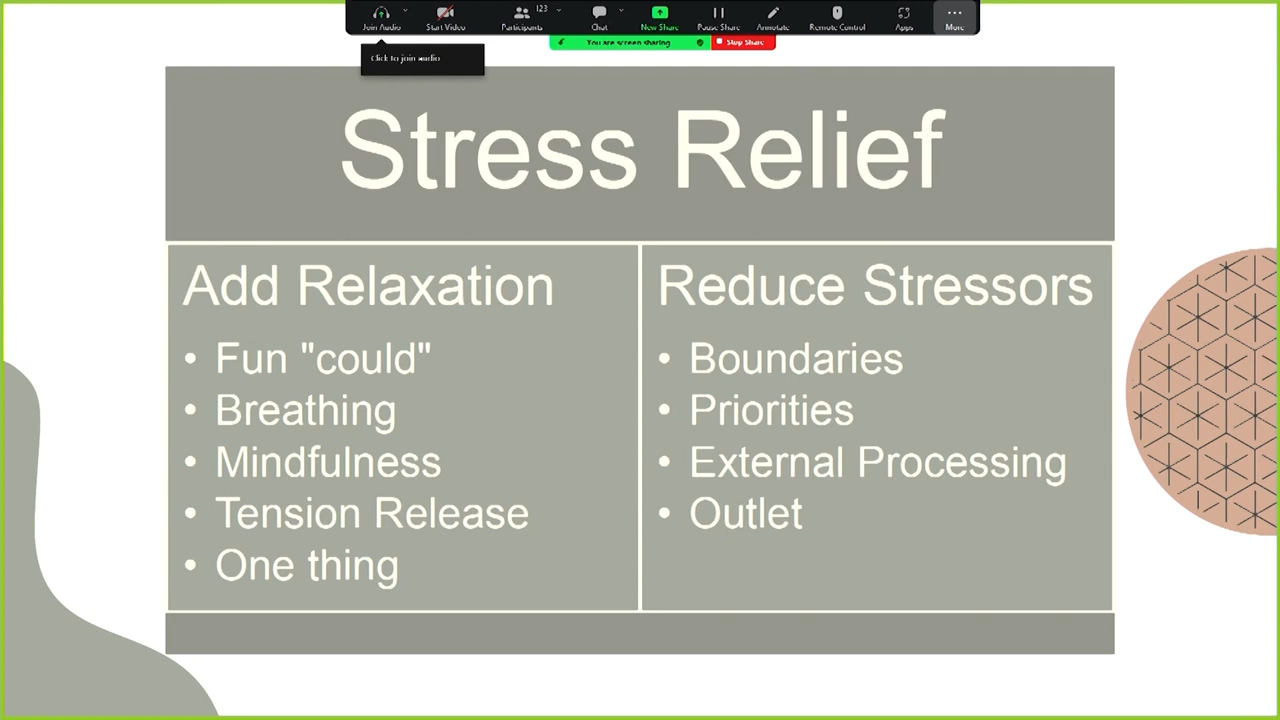 123
Join Audio Start Video Participants Chat New Share Pause Share Annotate Remote Control Apps More
You are screen sharing Stop Share
Click to join audio
Stress Relief
Add Relaxation
• Fun "could"
• Breathing
• Mindfulness
• Tension Release
• One thing
Reduce Stressors
• Boundaries
• Priorities
• External Processing
• Outlet